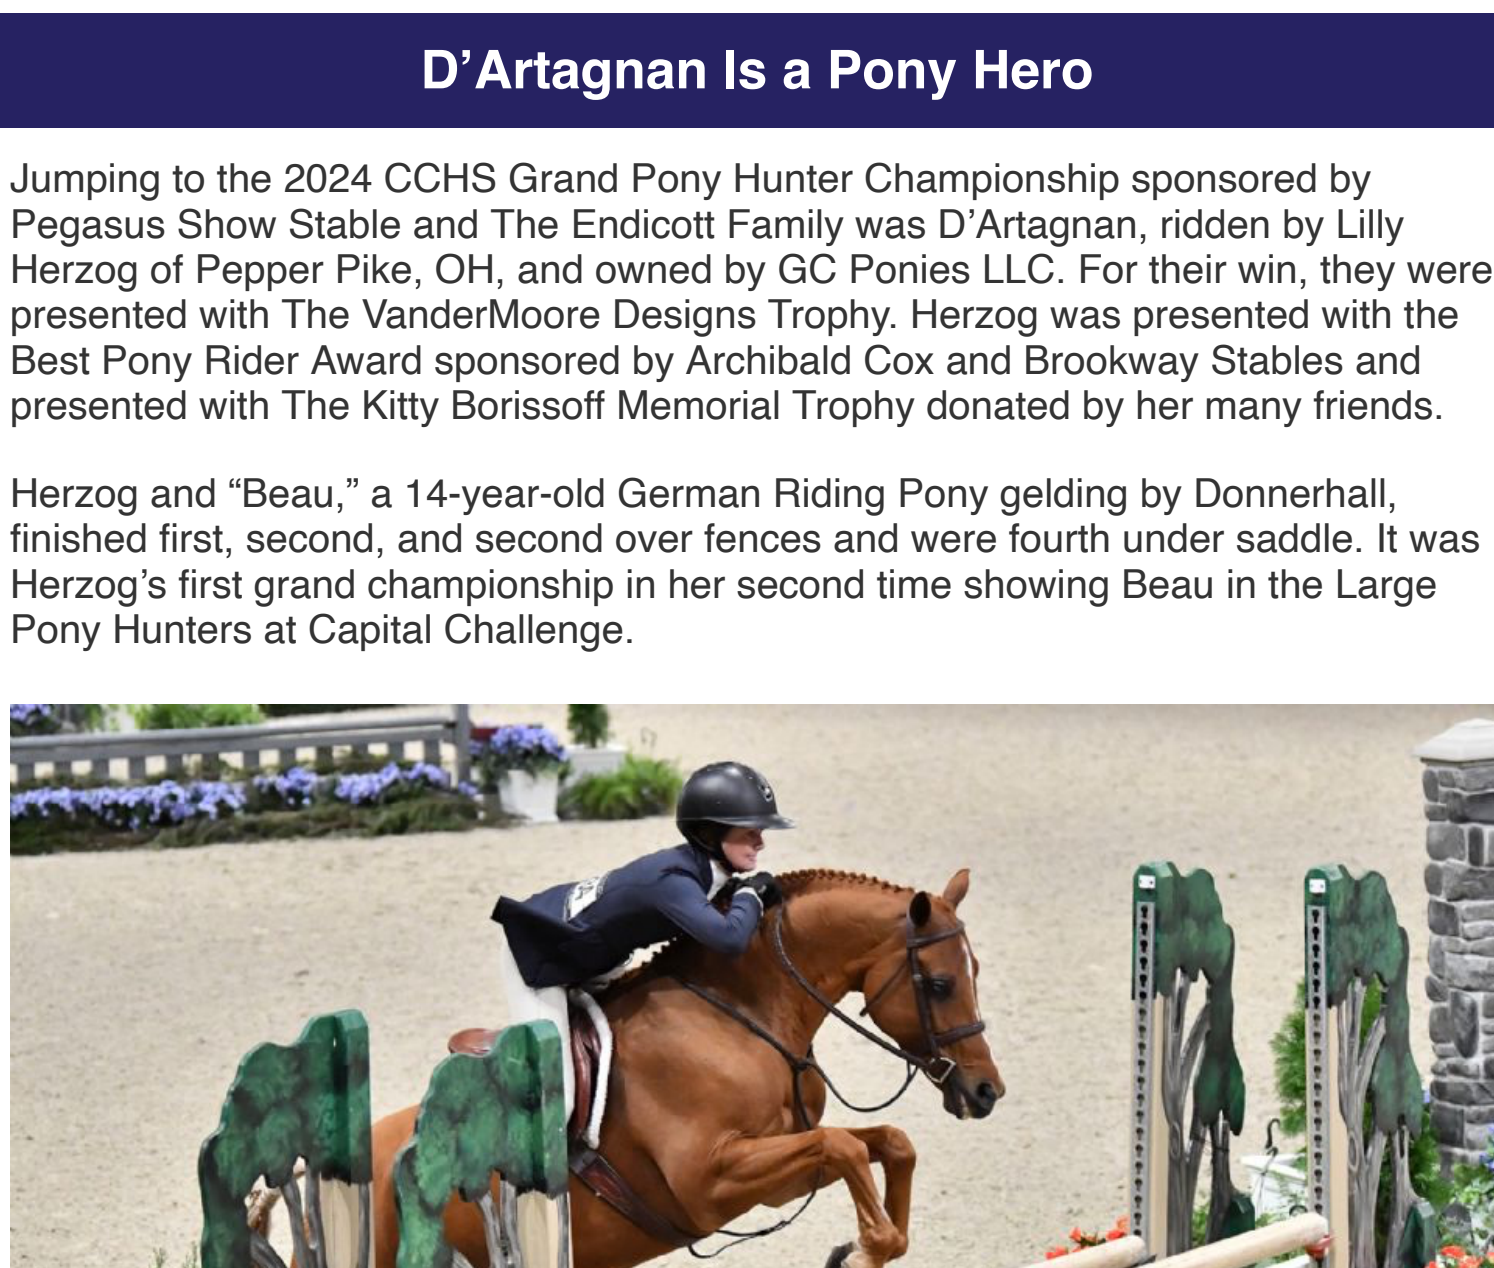 D’Artagnan Is a Pony Hero
Jumping to the 2024 CCHS Grand Pony Hunter Championship sponsored by
Pegasus Show Stable and The Endicott Family was D’Artagnan, ridden by Lilly
Herzog of Pepper Pike, OH, and owned by GC Ponies LLC. For their win, they were
presented with The VanderMoore Designs Trophy. Herzog was presented with the
Best Pony Rider Award sponsored by Archibald Cox and Brookway Stables and
presented with The Kitty Borissoff Memorial Trophy donated by her many friends.
Herzog and “Beau,” a 14-year-old German Riding Pony gelding by Donnerhall,
finished first, second, and second over fences and were fourth under saddle. It was
Herzog’s first grand championship in her second time showing Beau in the Large
Pony Hunters at Capital Challenge.